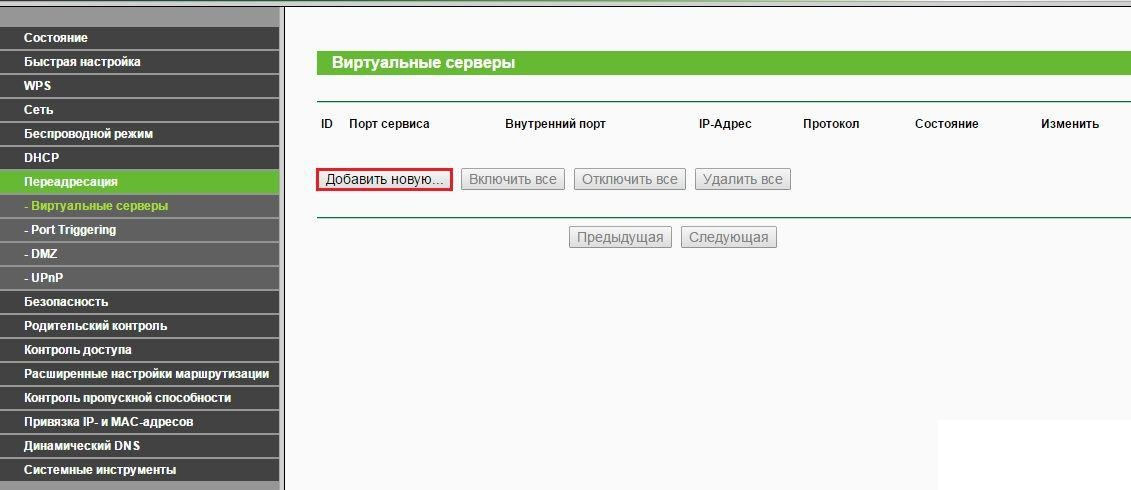 Состояние
Быстрая настройка
WPS
Сеть
Беспроводной режим
DHCP
Переадресация
- Виртуальные серверы
- Port Triggering
- DMZ
- UPnP
Безопасность
Родительский контроль
Контроль доступа
Расширенные настройки маршрутизации
Контроль пропускной способности
Привязка IP- и MAC-адресов
Динамический DNS
Системные инструменты
Виртуальные серверы
ID Порт сервиса Внутренний порт IP-Адрес Протокол Состояние Изменить
Добавить новую... Включить все Отключить все Удалить все
Предыдущая Следующая